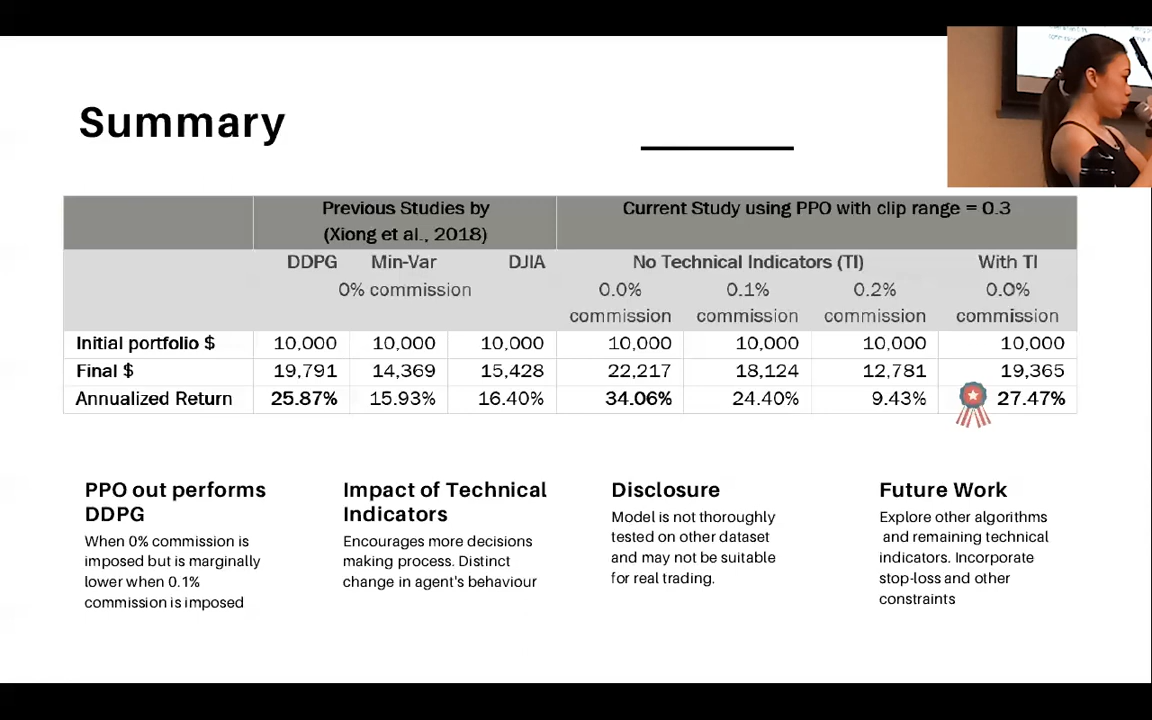 Summary
Previous Studies by
(Xiong et al., 2018)
Current Study using PPO with clip range = 0.3
DDPG Min-Var DJIA No Technical Indicators (TI) With TI
0% commission 0.0% 0.1% 0.2% 0.0%
commission commission commission commission
Initial portfolio $ 10,000 10,000 10,000 10,000 10,000 10,000 10,000
Final $ 19,791 14,369 15,428 22,217 18,124 12,781 19,365
Annualized Return 25.87% 15.93% 16.40% 34.06% 24.40% 9.43% 27.47%
PPO out performs
DDPG
When 0% commission is
imposed but is marginally
lower when 0.1%
commission is imposed
Impact of Technical
Indicators
Encourages more decisions
making process. Distinct
change in agent's behaviour
Disclosure
Model is not thoroughly
tested on other dataset
and may not be suitable
for real trading.
Future Work
Explore other algorithms
and remaining technical
indicators. Incorporate
stop-loss and other
constraints